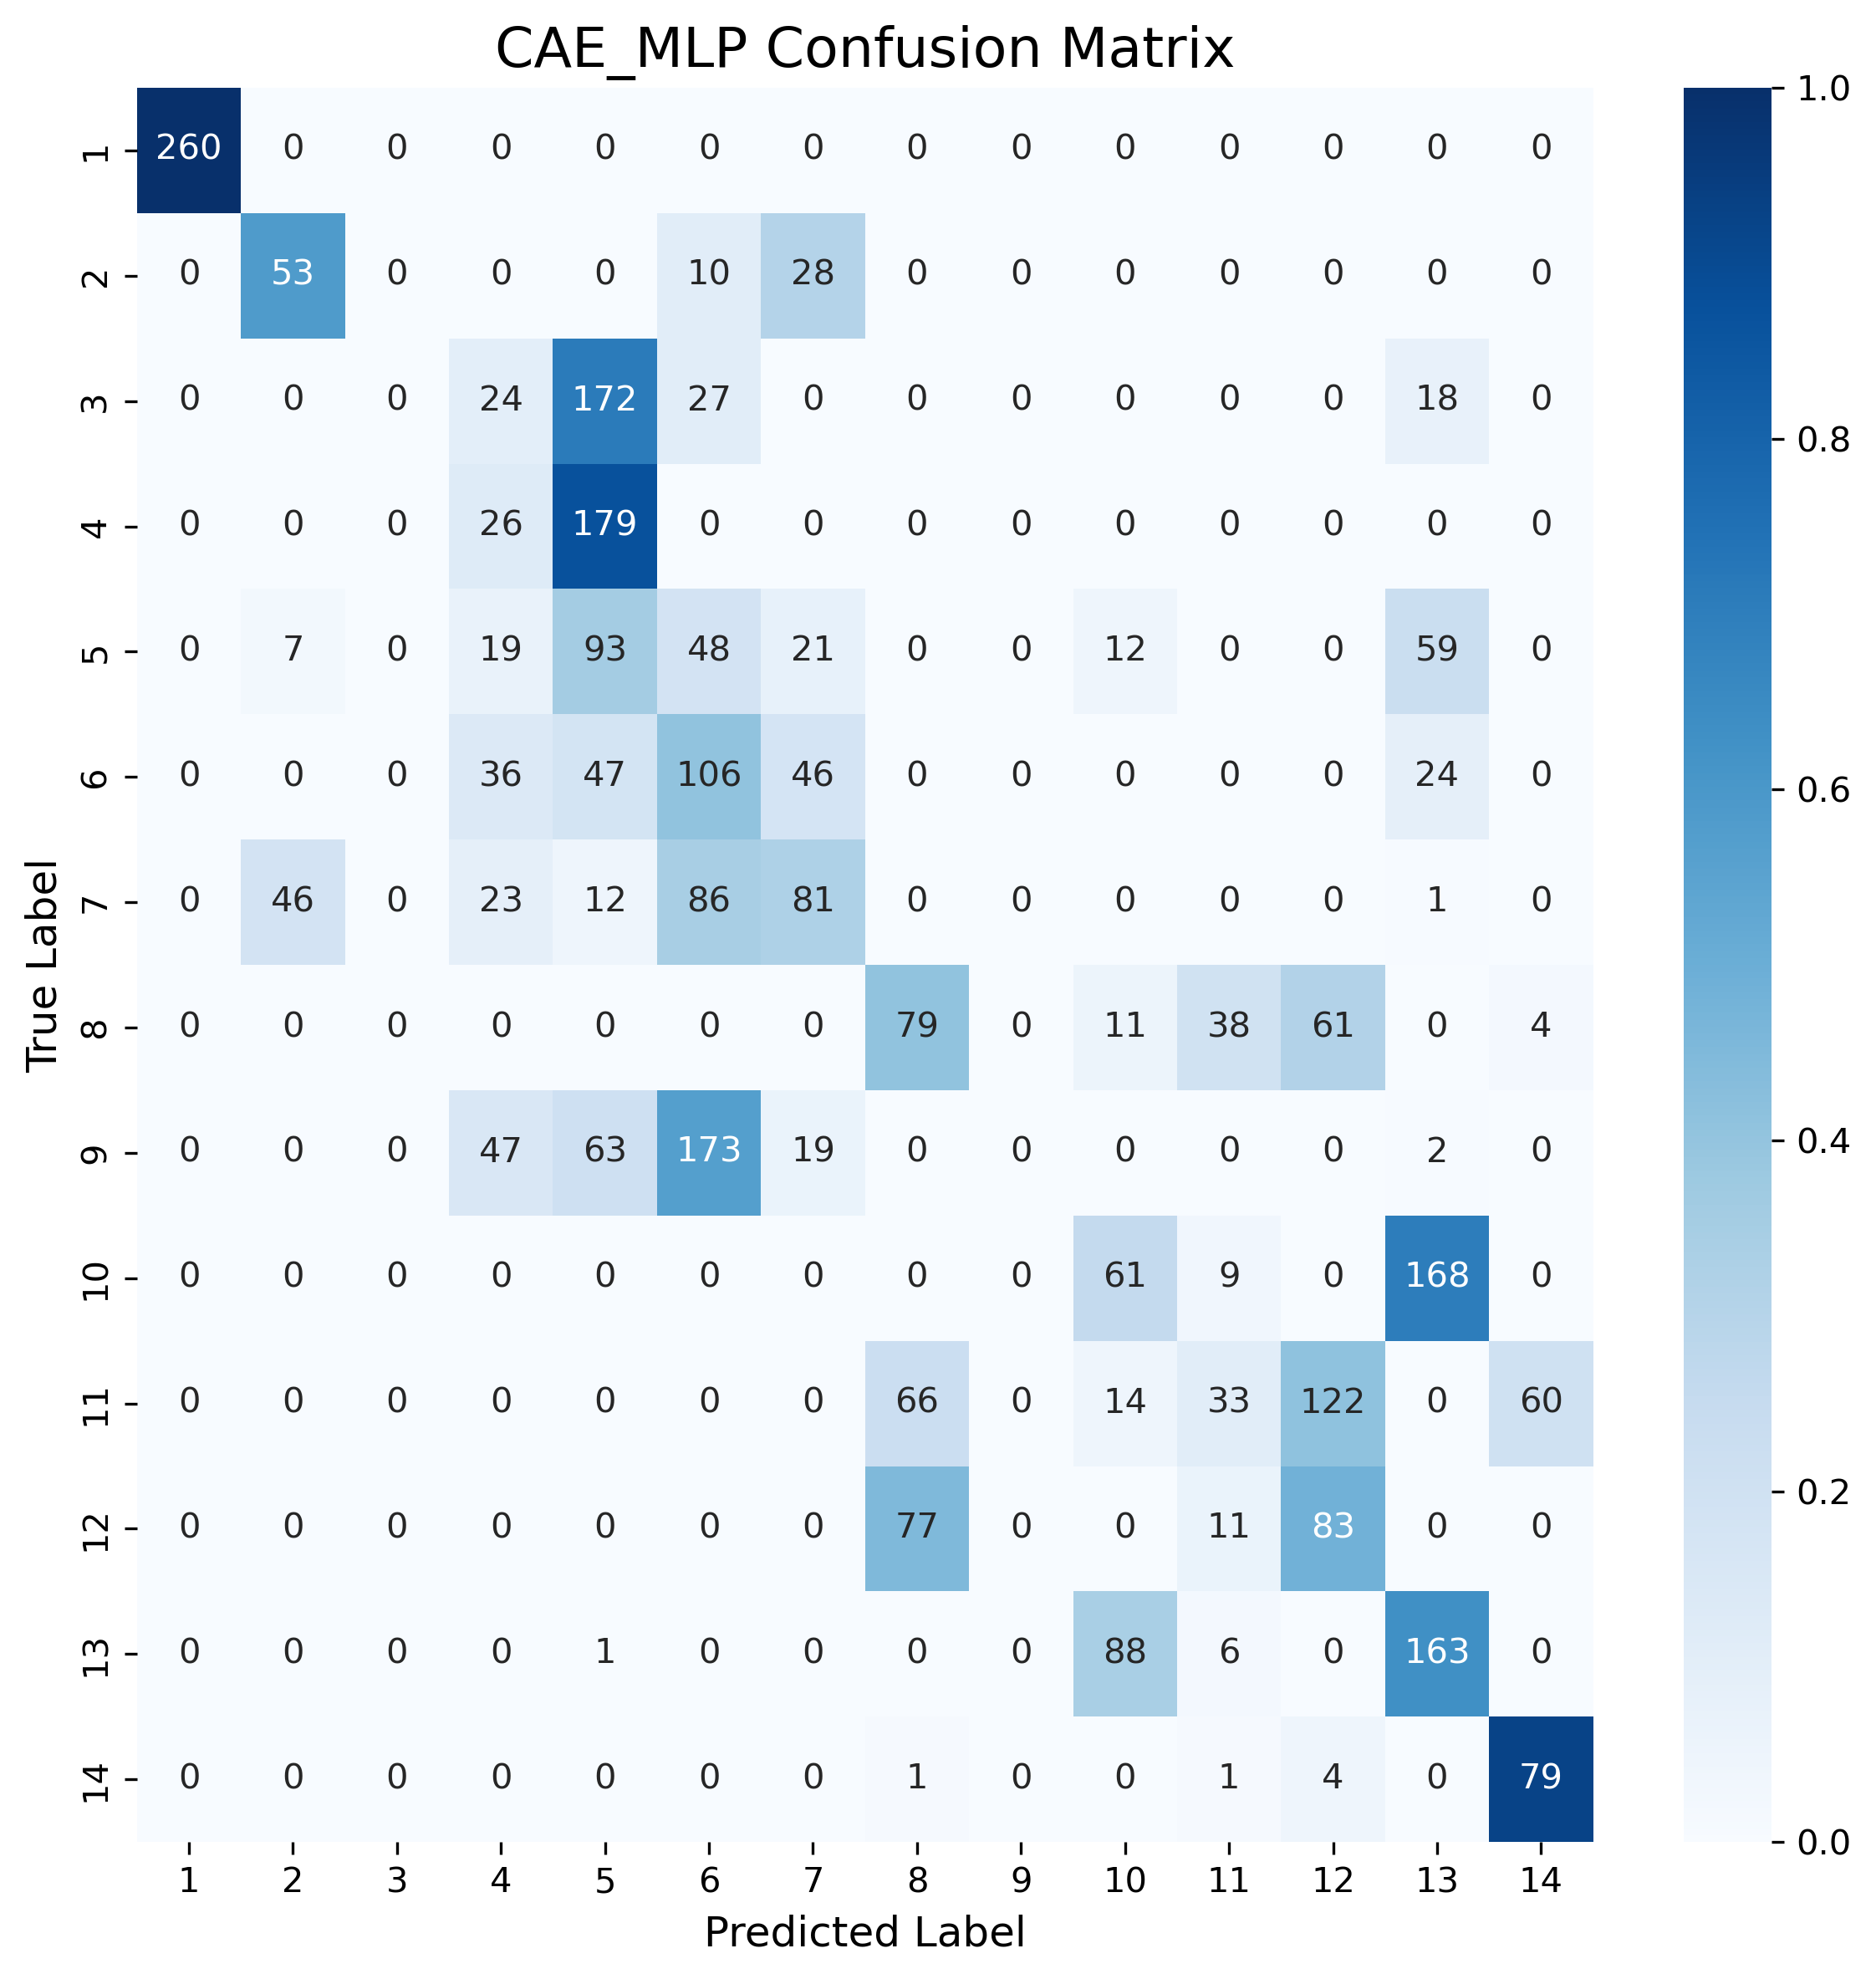 CAE_MLP Confusion Matrix
1 260 0 0 0 0 0 0 0 0 0 0 0 0 0
2 0 53 0 0 0 10 28 0 0 0 0 0 0 0
3 0 0 0 24 172 27 0 0 0 0 0 0 18 0
4 0 0 0 26 179 0 0 0 0 0 0 0 0 0
5 0 7 0 19 93 48 21 0 0 12 0 0 59 0
6 0 0 0 36 47 106 46 0 0 0 0 0 24 0
7 0 46 0 23 12 86 81 0 0 0 0 0 1 0
8 0 0 0 0 0 0 0 79 0 11 38 61 0 4
9 0 0 0 47 63 173 19 0 0 0 0 0 2 0
10 0 0 0 0 0 0 0 0 0 61 9 0 168 0
11 0 0 0 0 0 0 0 66 0 14 33 122 0 60
12 0 0 0 0 0 0 0 77 0 0 11 83 0 0
13 0 0 0 0 1 0 0 0 0 88 6 0 163 0
14 0 0 0 0 0 0 0 1 0 0 1 4 0 79
1 2 3 4 5 6 7 8 9 10 11 12 13 14
Predicted Label
True Label
1.0
0.8
0.6
0.4
0.2
0.0